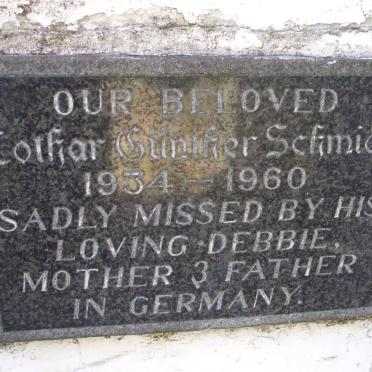 OUR BELOVED
Lothar Günther Schmid
1934 – 1960
SADLY MISSED BY HIS
LOVING DEBBIE,
MOTHER & FATHER
IN GERMANY.